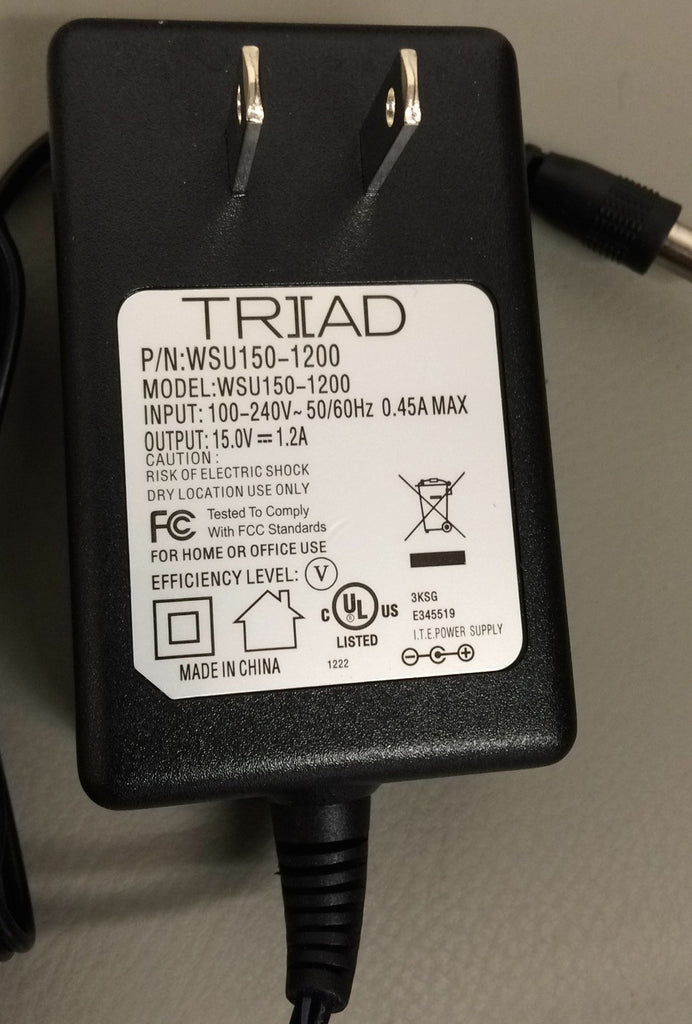 TRIAD
P/N:WSU150-1200
MODEL:WSU150-1200
INPUT: 100-240V~ 50/60Hz 0.45A MAX
OUTPUT: 15.0V⎓1.2A
CAUTION :
RISK OF ELECTRIC SHOCK
DRY LOCATION USE ONLY
FC Tested To Comply
With FCC Standards
FOR HOME OR OFFICE USE
EFFICIENCY LEVEL: V
C UL US
®
LISTED
3KSG
E345519
I.T.E.POWER SUPPLY
MADE IN CHINA
1222